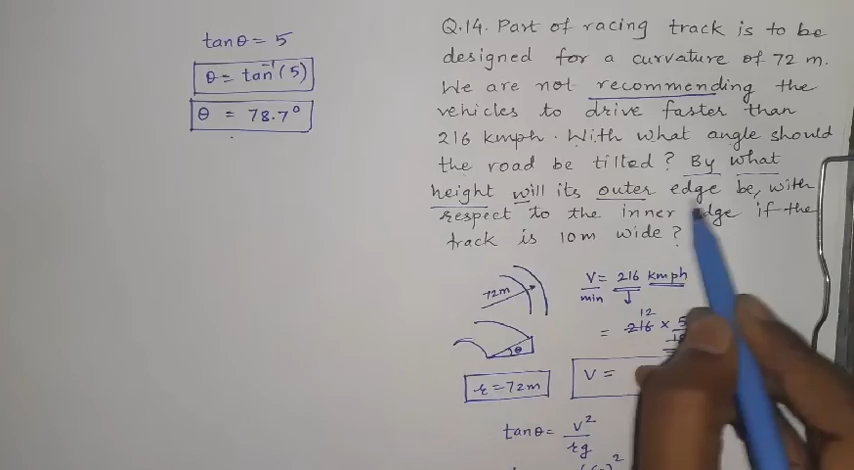 tanθ = 5
θ = tan⁻¹(5)
θ = 78.7°
Q.14. Part of racing track is to be
designed for a curvature of 72 m.
We are not recommending the
vehicles to drive faster than
216 kmph. With what angle should
the road be tilted? By what
height will its outer edge be, with
respect to the inner edge if the
track is 10m wide?
72m
V = 216 kmph
min
12
= 216 × 5
θ
r = 72m
V =
tanθ = v²
rg